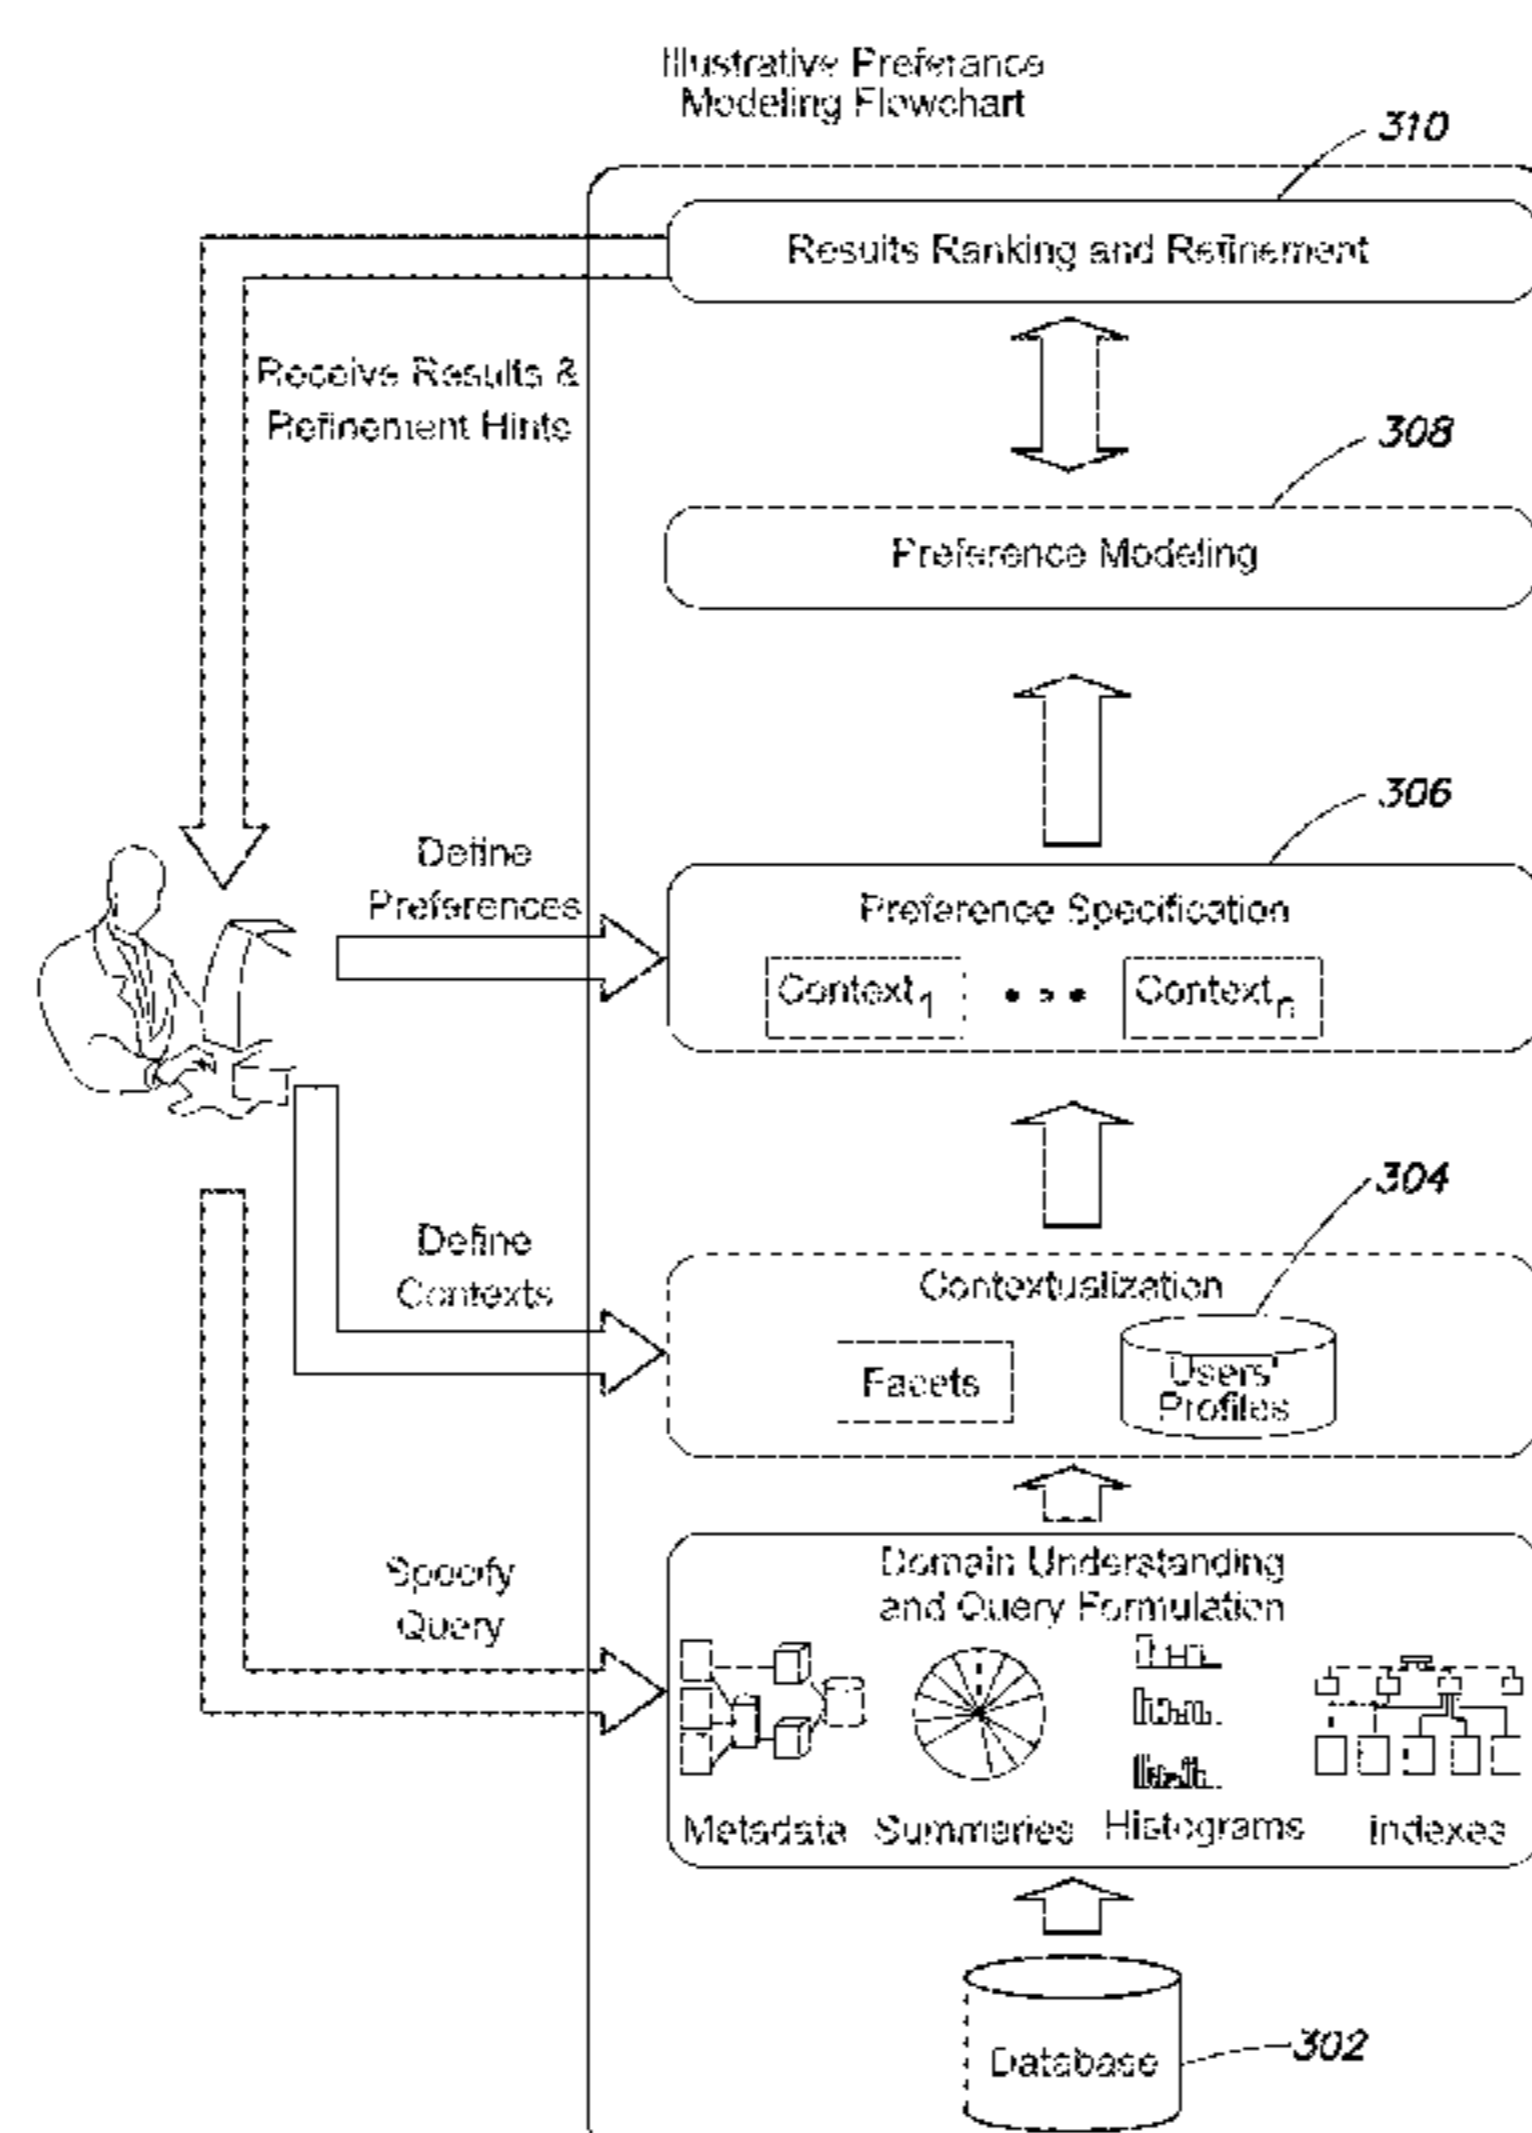 Illustrative Preferance
Modeling Flowchart
310
Results Ranking and Refinement
Receive Results &
Refinement Hints
308
Preference Modeling
306
Define
Preferences
Preference Specification
Context1 • • • Contextn
304
Define
Contexts
Contextualization
Facets
Users'
Profiles
Specify
Query
Domain Understanding
and Query Formulation
Metadata Summeries Histograms Indexes
Database
302